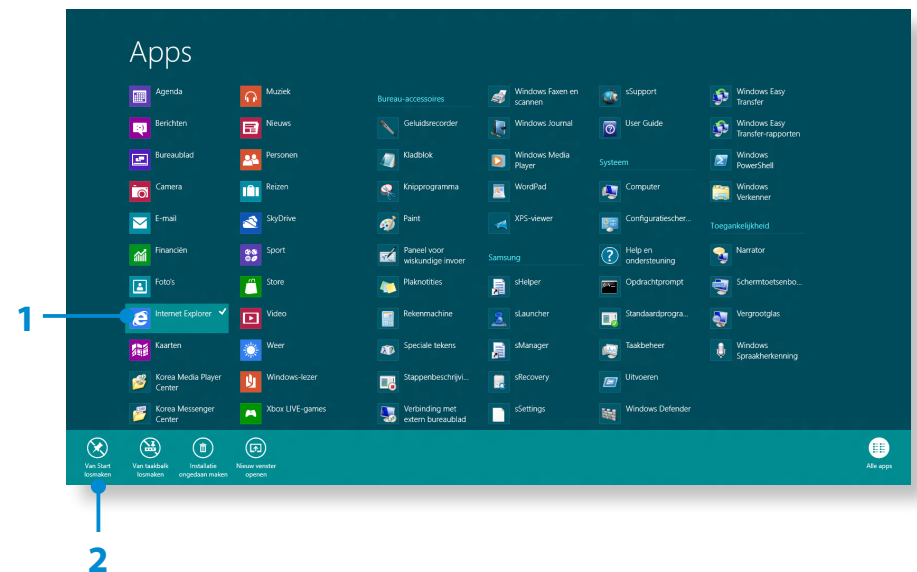 Apps
Agenda
Berichten
Bureaublad
Camera
E-mail
Financiën
Foto's
Internet Explorer
Kaarten
Korea Media Player
Center
Korea Messenger
Center
Muziek
Nieuws
Personen
Reizen
SkyDrive
Sport
Store
Video
Weer
Windows-lezer
Xbox LIVE-games
Bureau-accessoires
Geluidsrecorder
Kladblok
Knipprogramma
Paint
Paneel voor
wiskundige invoer
Plaknotities
Rekenmachine
Speciale tekens
Stappenbeschrijvi...
Verbinding met
extern bureaublad
Windows Faxen en
scannen
Windows Journal
Windows Media
Player
WordPad
XPS-viewer
Samsung
sHelper
sLauncher
sManager
sRecovery
sSettings
sSupport
User Guide
Systeem
Computer
Configuratiescher...
Help en
ondersteuning
Opdrachtprompt
Standaardprogra...
Taakbeheer
Uitvoeren
Windows Defender
Windows Easy
Transfer
Windows Easy
Transfer-rapporten
Windows
PowerShell
Windows
Verkenner
Toegankelijkheid
Narrator
Schermtoetsenbo...
Vergrootglas
Windows
Spraakherkenning
1
Van Start
losmaken
Van taakbalk
losmaken
Installatie
ongedaan maken
Nieuw venster
openen
Alle apps
2